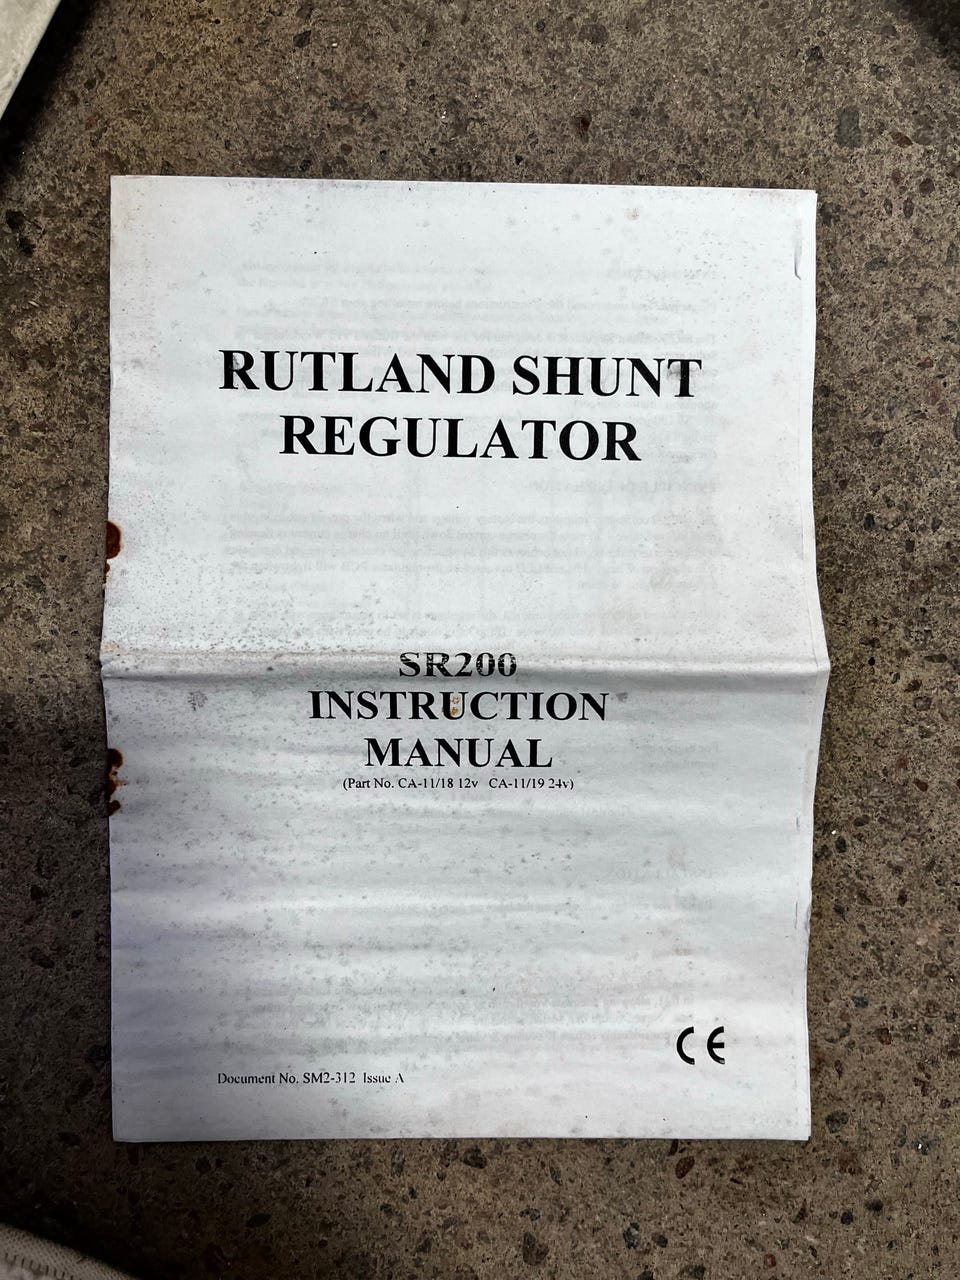 RUTLAND SHUNT
REGULATOR
SR200
INSTRUCTION
MANUAL
(Part No. CA-11/18 12v CA-11/19 24v)
CE
Document No. SM2-312 Issue A